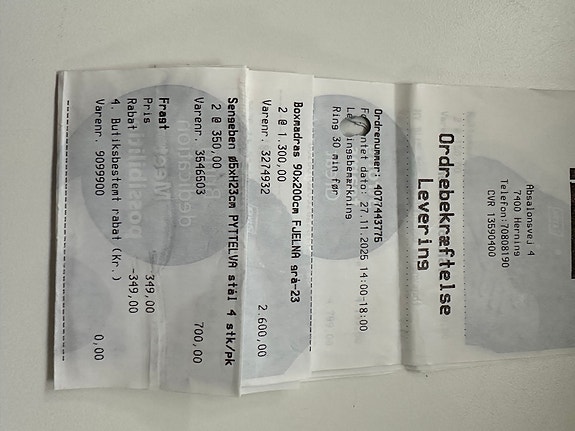 Absalonsvej 4
7400 Herning
Telefon:70808190
CVR 13590400
Ordrebekræftelse
Levering
Ordrenummer: 4077443775
dato: 27.11.2025 14:00-18:00
Ring 30 min før
Boxmadras 90x200cm FJELNA grå-23
2 @ 1.300,00 2.600,00
Varenr. 3274932
Sengeben Ø5xH23cm PYTTELVA stål 4 stk/pk
2 @ 350,00 700,00
Varenr. 3546503
Fragt
Pris 349,00
Rabat -349,00
4. Butiksbestemt rabat (Kr.)
Varenr. 9099900 0,00